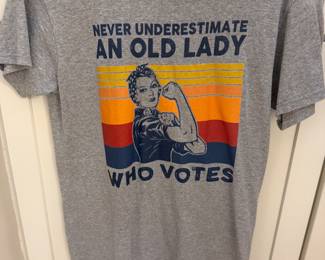 NEVER UNDERESTIMATE
AN OLD LADY
WHO VOTES